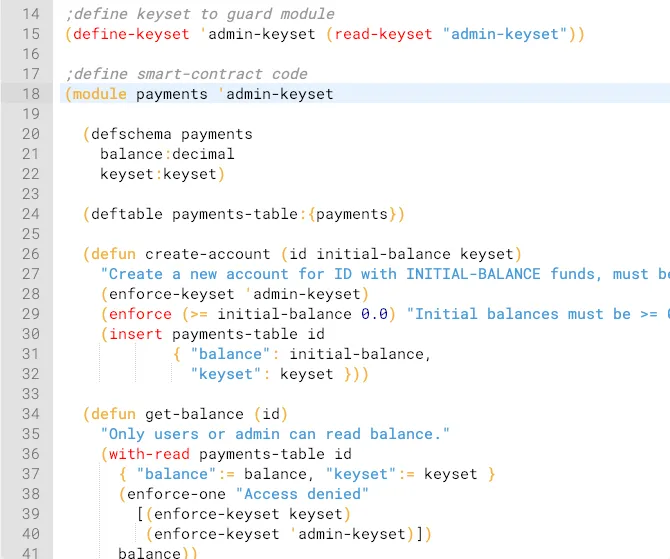 14 ;define keyset to guard module
15 (define-keyset 'admin-keyset (read-keyset "admin-keyset"))
16
17 ;define smart-contract code
18 (module payments 'admin-keyset
19
20   (defschema payments
21     balance:decimal
22     keyset:keyset)
23
24   (deftable payments-table:{payments})
25
26   (defun create-account (id initial-balance keyset)
27     "Create a new account for ID with INITIAL-BALANCE funds, must be
28     (enforce-keyset 'admin-keyset)
29     (enforce (>= initial-balance 0.0) "Initial balances must be >=
30     (insert payments-table id
31             { "balance": initial-balance,
32               "keyset": keyset }))
33
34   (defun get-balance (id)
35     "Only users or admin can read balance."
36     (with-read payments-table id
37       { "balance":= balance, "keyset":= keyset }
38       (enforce-one "Access denied"
39         [(enforce-keyset keyset)
40          (enforce-keyset 'admin-keyset)])
41       balance))